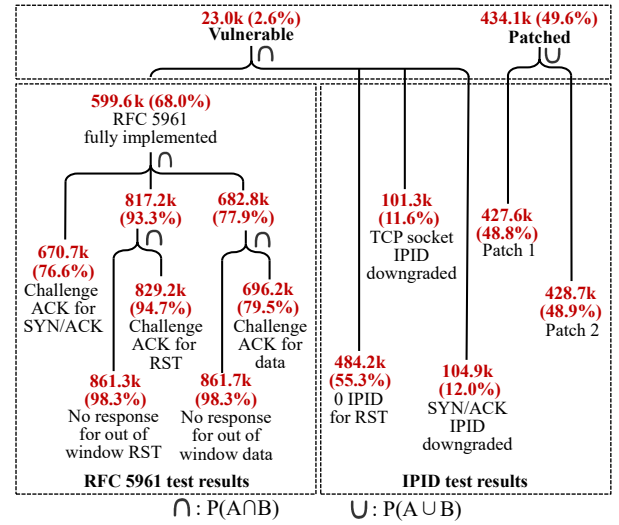 23.0k (2.6%)
Vulnerable
∩
434.1k (49.6%)
Patched
∪
599.6k (68.0%)
RFC 5961
fully implemented
∩
817.2k
(93.3%)
∩
682.8k
(77.9%)
∩
670.7k
(76.6%)
Challenge
ACK for
SYN/ACK
829.2k
(94.7%)
Challenge
ACK for
RST
696.2k
(79.5%)
Challenge
ACK for
data
861.3k
(98.3%)
No response
for out of
window RST
861.7k
(98.3%)
No response
for out of
window data
RFC 5961 test results
101.3k
(11.6%)
TCP socket
IPID
downgraded
427.6k
(48.8%)
Patch 1
428.7k
(48.9%)
Patch 2
484.2k
(55.3%)
0 IPID
for RST
104.9k
(12.0%)
SYN/ACK
IPID
downgraded
IPID test results
∩ : P(A∩B)
∪ : P(A∪B)